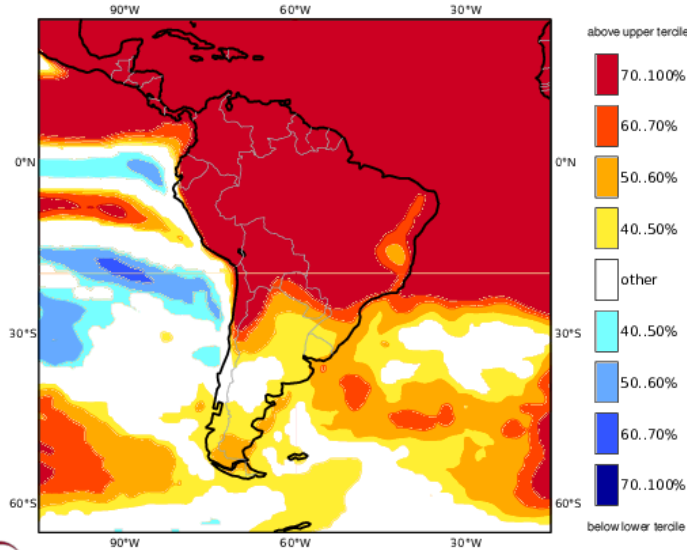 90°W 60°W 30°W
above upper tercile
70..100%
60..70%
50..60%
40..50%
other
40..50%
50..60%
60..70%
70..100%
below lower tercile
0°N 0°N
30°S 30°S
60°S 60°S
90°W 60°W 30°W